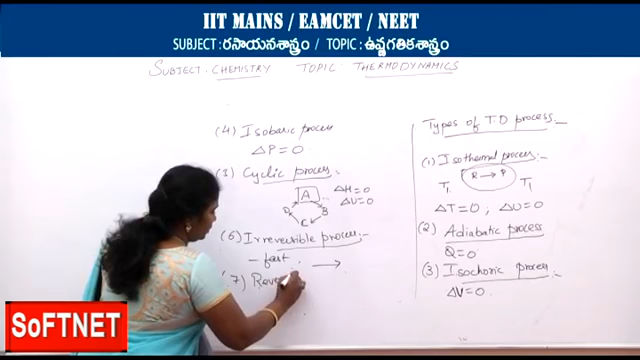 IIT MAINS / EAMCET / NEET
SUBJECT : రసాయనశాస్త్రం / TOPIC : ఉష్ణగతికశాస్త్రం
SUBJECT: CHEMISTRY TOPIC: THERMODYNAMICS
(4) Isobaric process
ΔP = 0
Cyclic process:
A
ΔH = 0
ΔU = 0
D B
C
(6) Irreversible process:-
- fast.
(7) Reve
Types of T.D process:-
(1) Isothermal process:-
R → P
T1 T1
ΔT = 0 ; ΔU = 0
(2) Adiabatic process
Q = 0
(3) Isochoric process:-
ΔV = 0.
SoFTNET